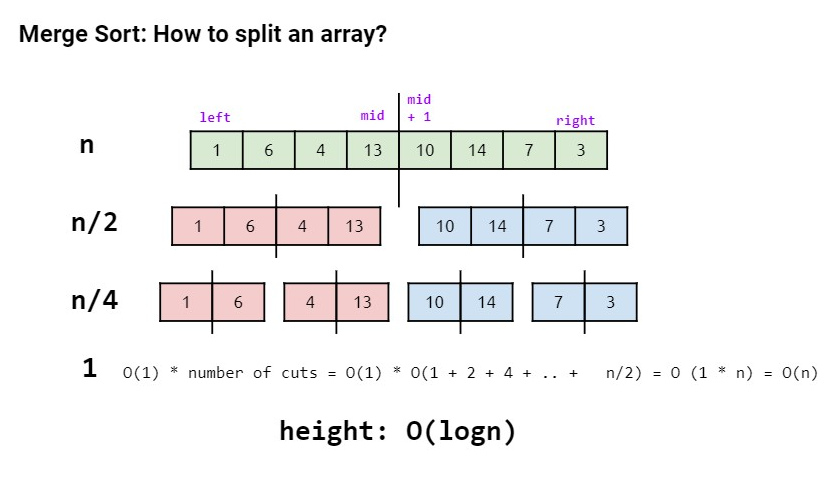 Merge Sort: How to split an array?
mid
left mid + 1 right
n 1 6 4 13 10 14 7 3
n/2 1 6 4 13 10 14 7 3
n/4 1 6 4 13 10 14 7 3
1 O(1) * number of cuts = O(1) * O(1 + 2 + 4 + .. + n/2) = O (1 * n) = O(n)
height: O(logn)